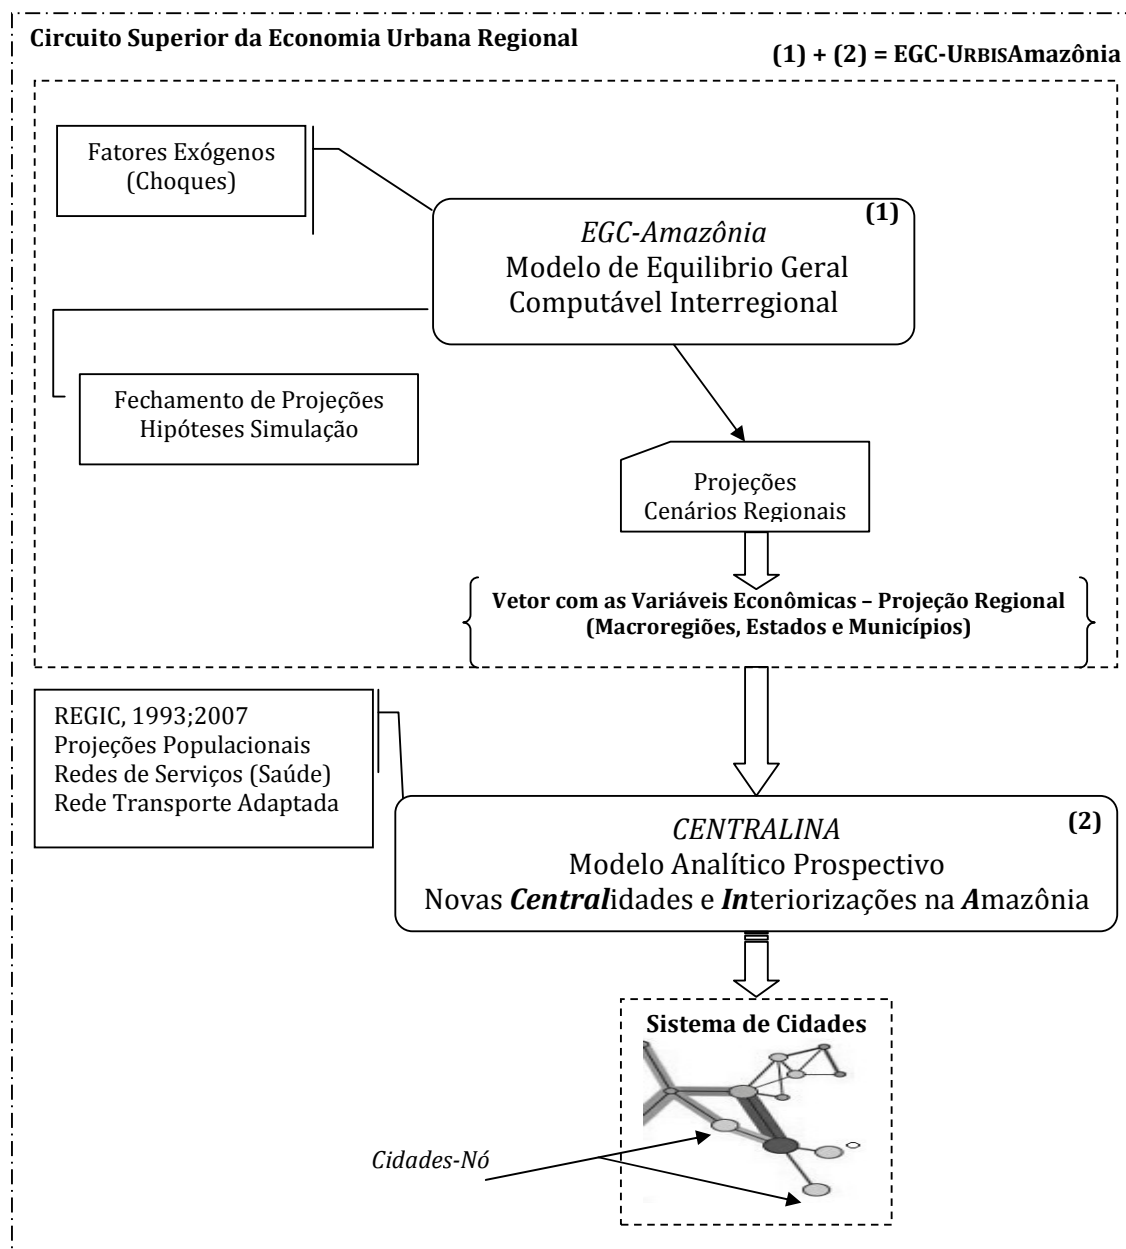 Circuito Superior da Economia Urbana Regional
(1) + (2) = EGC-URBISAmazônia
Fatores Exógenos
(Choques)
(1)
EGC-Amazônia
Modelo de Equilibrio Geral
Computável Interregional
Fechamento de Projeções
Hipóteses Simulação
Projeções
Cenários Regionais
Vetor com as Variáveis Econômicas – Projeção Regional
(Macroregiões, Estados e Municípios)
REGIC, 1993;2007
Projeções Populacionais
Redes de Serviços (Saúde)
Rede Transporte Adaptada
(2)
CENTRALINA
Modelo Analítico Prospectivo
Novas Centralidades e Interiorizações na Amazônia
Sistema de Cidades
Cidades-Nó